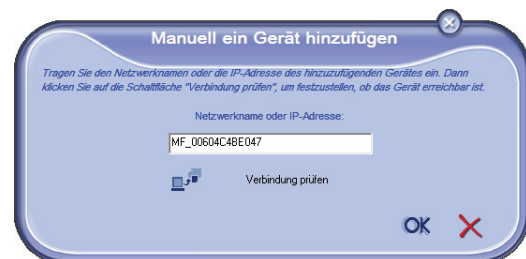 Manuell ein Gerät hinzufügen
Tragen Sie den Netzwerknamen oder die IP-Adresse des hinzuzufügenden Gerätes ein. Dann
klicken Sie auf die Schaltfläche "Verbindung prüfen", um festzustellen, ob das Gerät erreichbar ist.
Netzwerkname oder IP-Adresse:
MF_00604C4BE047
Verbindung prüfen
OK